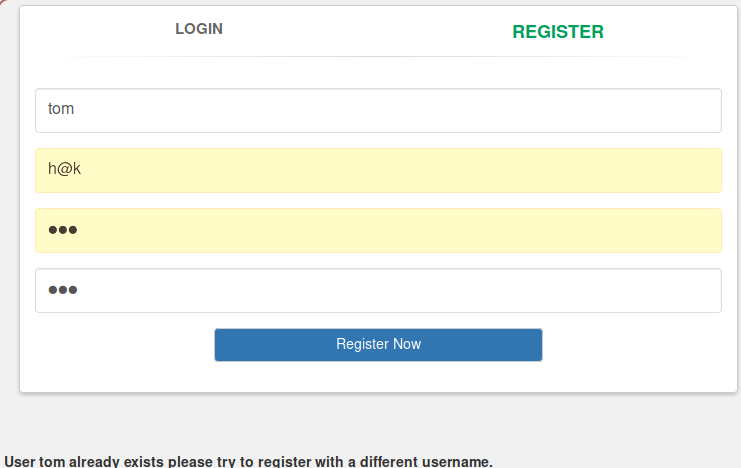 LOGIN
REGISTER
tom
h@k
●●●
●●●
Register Now
User tom already exists please try to register with a different username.